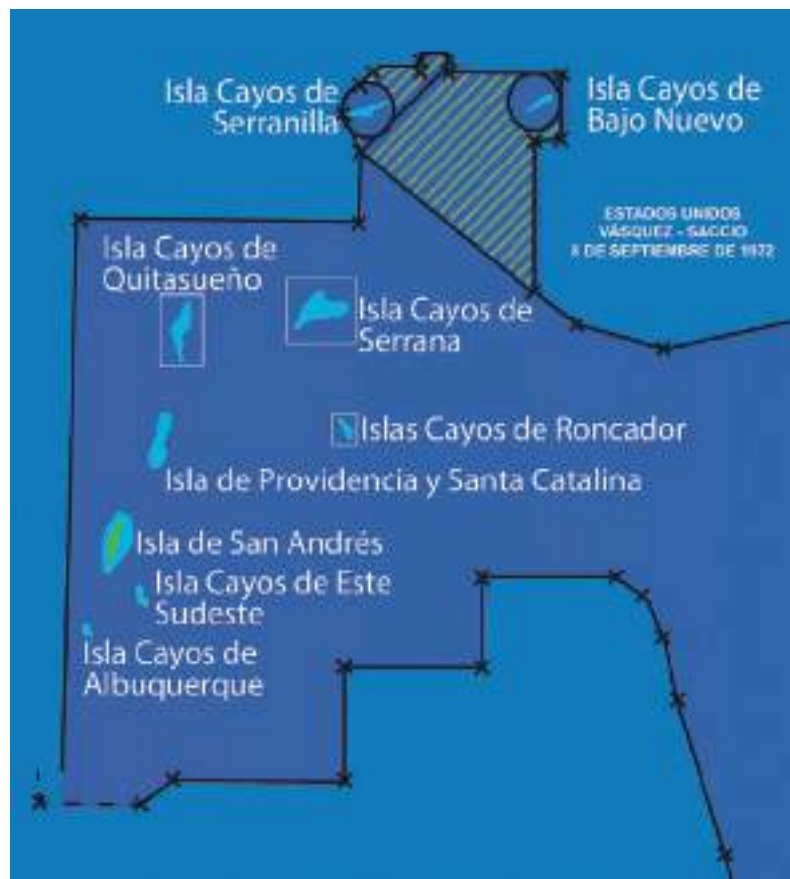 Isla Cayos de
Serranilla
Isla Cayos de
Bajo Nuevo
ESTADOS UNIDOS
VÁSQUEZ - SACCIO
8 DE SEPTIEMBRE DE 1972
Isla Cayos de
Quitasueño
Isla Cayos de
Serrana
Islas Cayos de Roncador
Isla de Providencia y Santa Catalina
Isla de San Andrés
Isla Cayos de Este
Sudeste
Isla Cayos de
Albuquerque